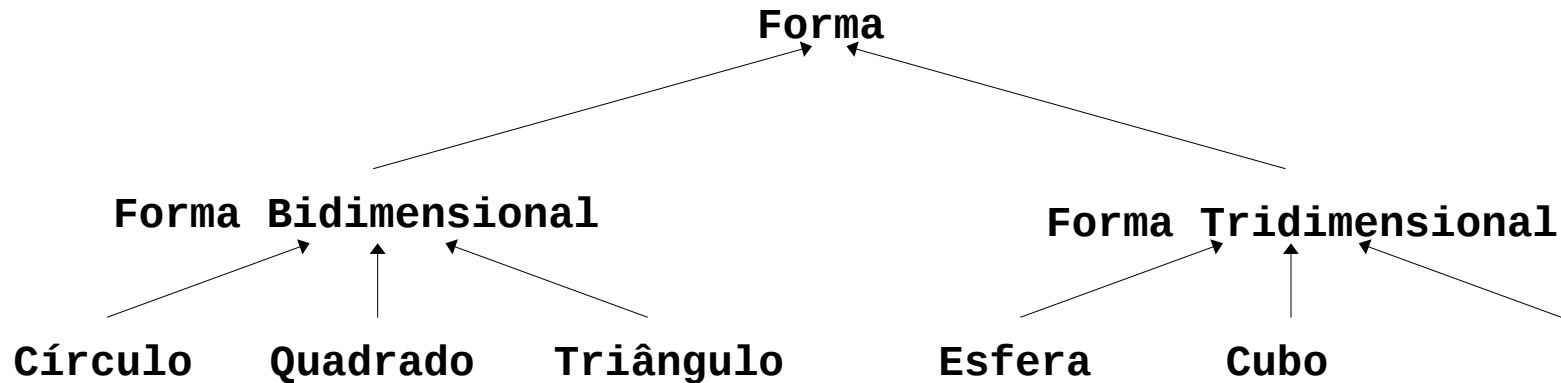 Forma
Forma Bidimensional
Forma Tridimensional
Círculo Quadrado Triângulo Esfera Cubo